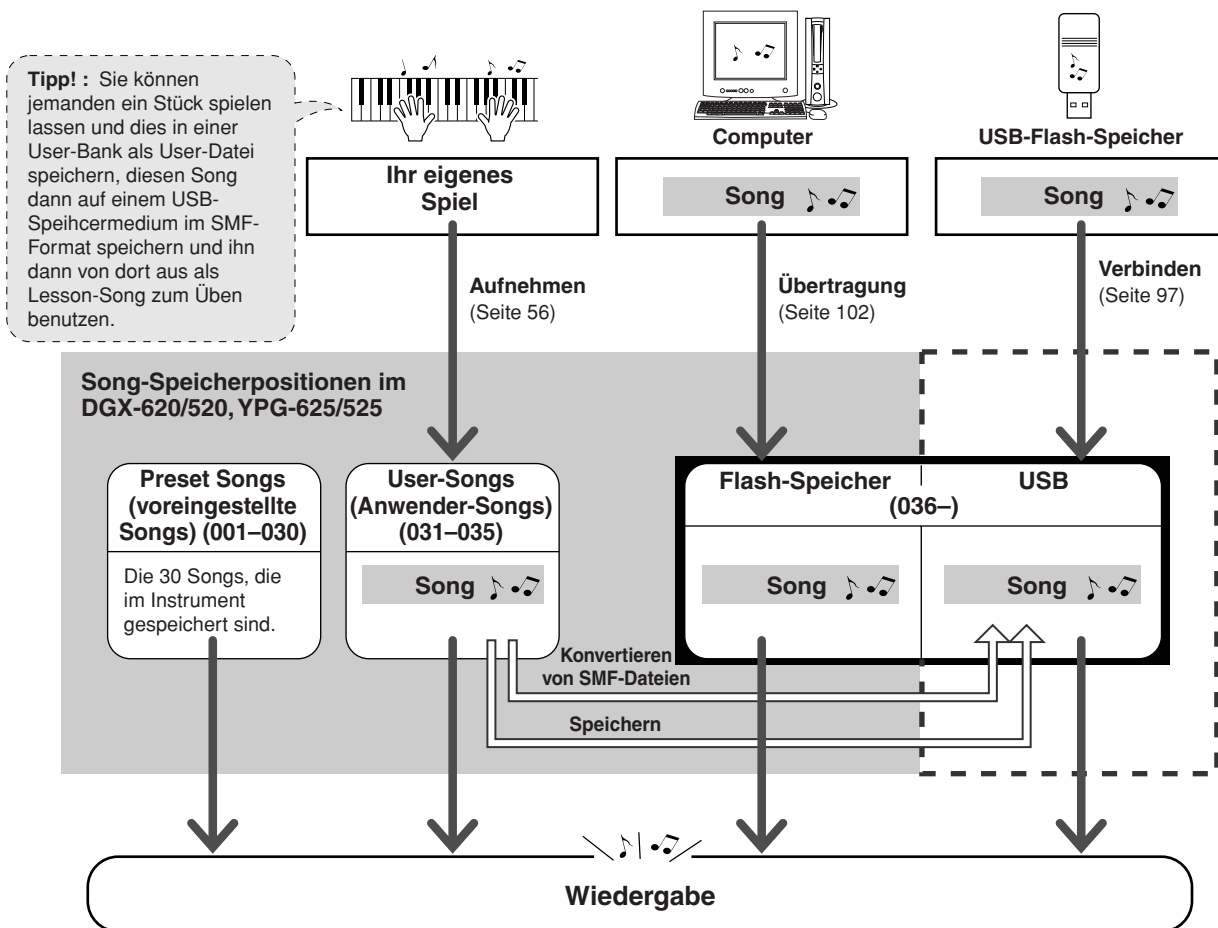 Tipp! : Sie können
jemanden ein Stück spielen
lassen und dies in einer
User-Bank als User-Datei
speichern, diesen Song
dann auf einem USB-
Speihcermedium im SMF-
Format speichern und ihn
dann von dort aus als
Lesson-Song zum Üben
benutzen.
Computer
USB-Flash-Speicher
Ihr eigenes
Spiel
Song
Song
Aufnehmen
(Seite 56)
Übertragung
(Seite 102)
Verbinden
(Seite 97)
Song-Speicherpositionen im
DGX-620/520, YPG-625/525
Preset Songs
(voreingestellte
Songs) (001–030)
Die 30 Songs, die
im Instrument
gespeichert sind.
User-Songs
(Anwender-Songs)
(031–035)
Song
Flash-Speicher
USB
(036–)
Song
Song
Konvertieren
von SMF-Dateien
Speichern
Wiedergabe